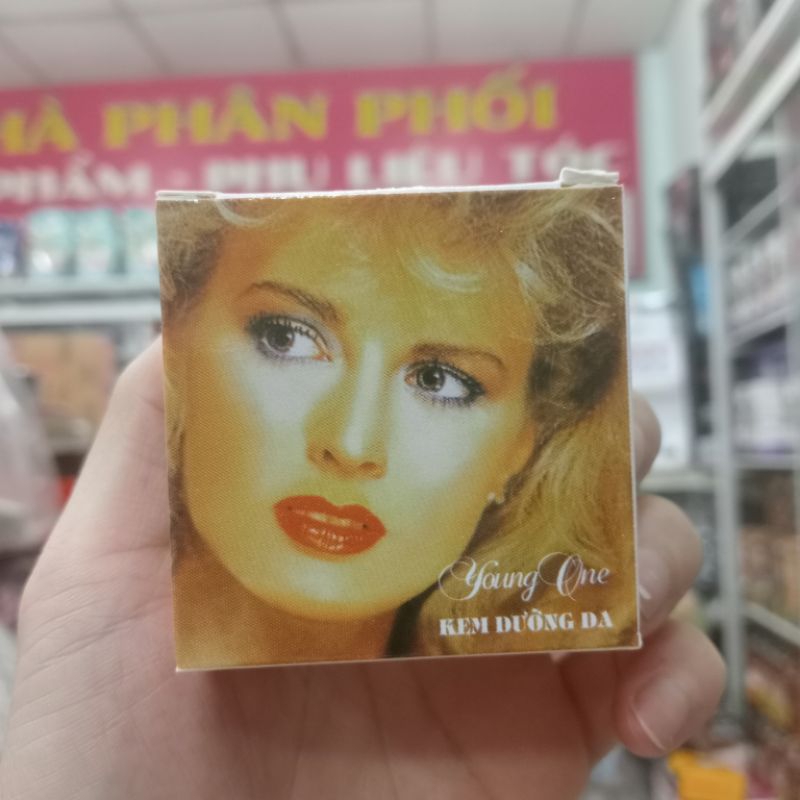 HÀ PHÂN PHỐI
PHẨM - PHỤ LIỆU TÓC
Young One
KEM DƯỠNG DA